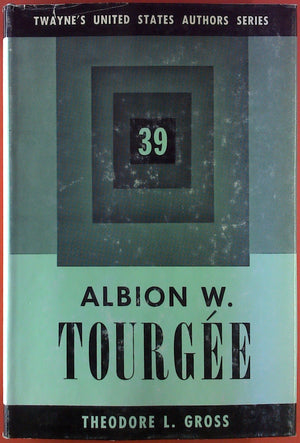 TWAYNE'S UNITED STATES AUTHORS SERIES
39
ALBION W.
TOURGÉE
THEODORE L. GROSS